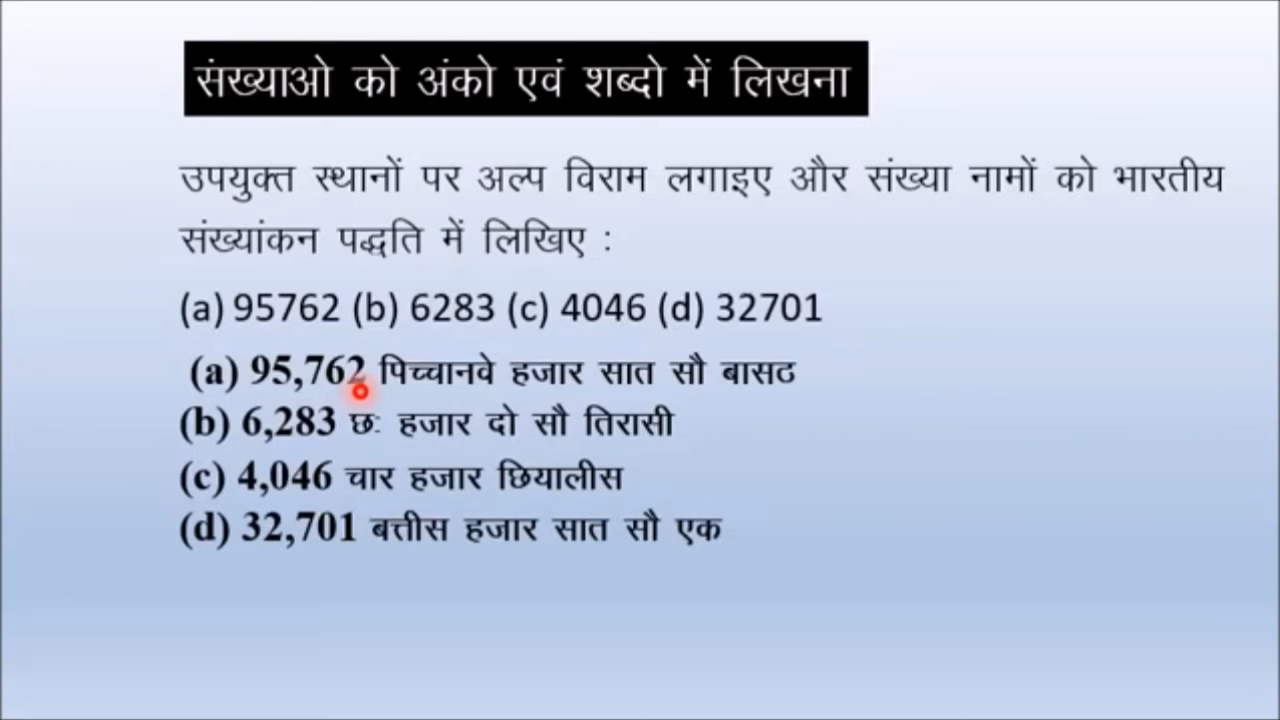 संख्याओ को अंको एवं शब्दो में लिखना
उपयुक्त स्थानों पर अल्प विराम लगाइए और संख्या नामों को भारतीय
संख्यांकन पद्धति में लिखिए :
(a) 95762 (b) 6283 (c) 4046 (d) 32701
(a) 95,762 पिच्चानवे हजार सात सौ बासठ
(b) 6,283 छः हजार दो सौ तिरासी
(c) 4,046 चार हजार छियालीस
(d) 32,701 बत्तीस हजार सात सौ एक